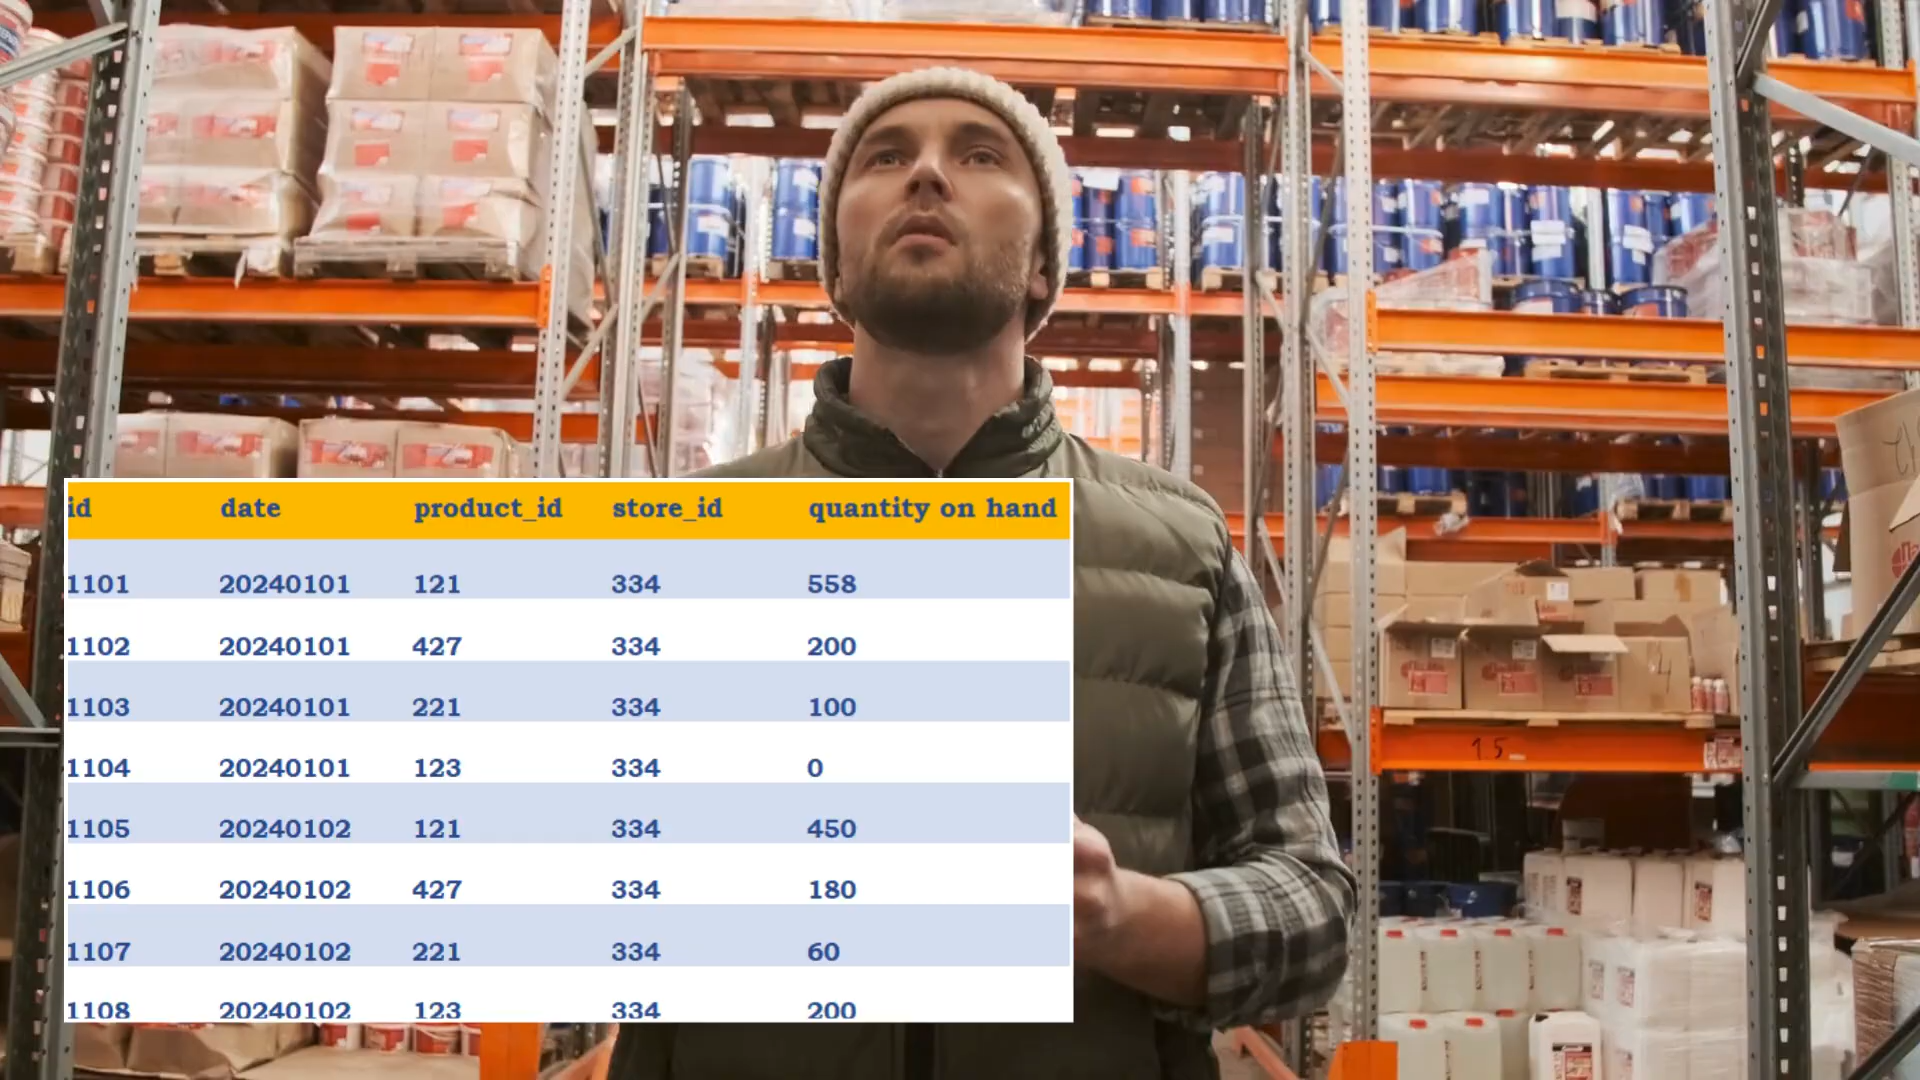 id date product_id store_id quantity on hand
1101 20240101 121 334 558
1102 20240101 427 334 200
1103 20240101 221 334 100
1104 20240101 123 334 0
1105 20240102 121 334 450
1106 20240102 427 334 180
1107 20240102 221 334 60
1108 20240102 123 334 200